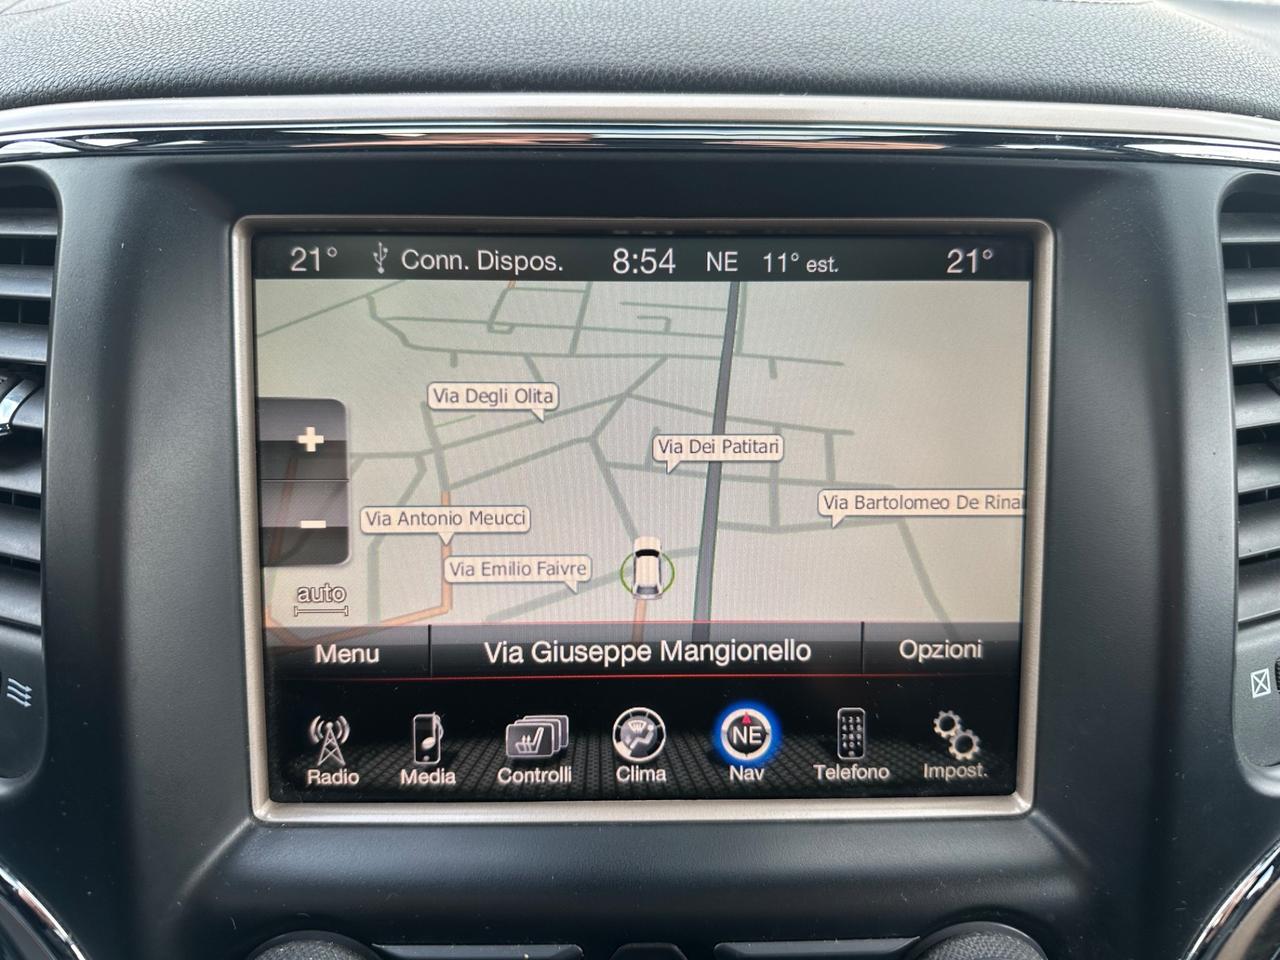 21° Conn. Dispos. 8:54 NE 11° est. 21°
Via Degli Olita
Via Dei Patitari
Via Bartolomeo De Rinal
Via Antonio Meucci
Via Emilio Faivre
auto
Menu Via Giuseppe Mangionello Opzioni
NE
Radio Media Controlli Clima Nav Telefono Impost.